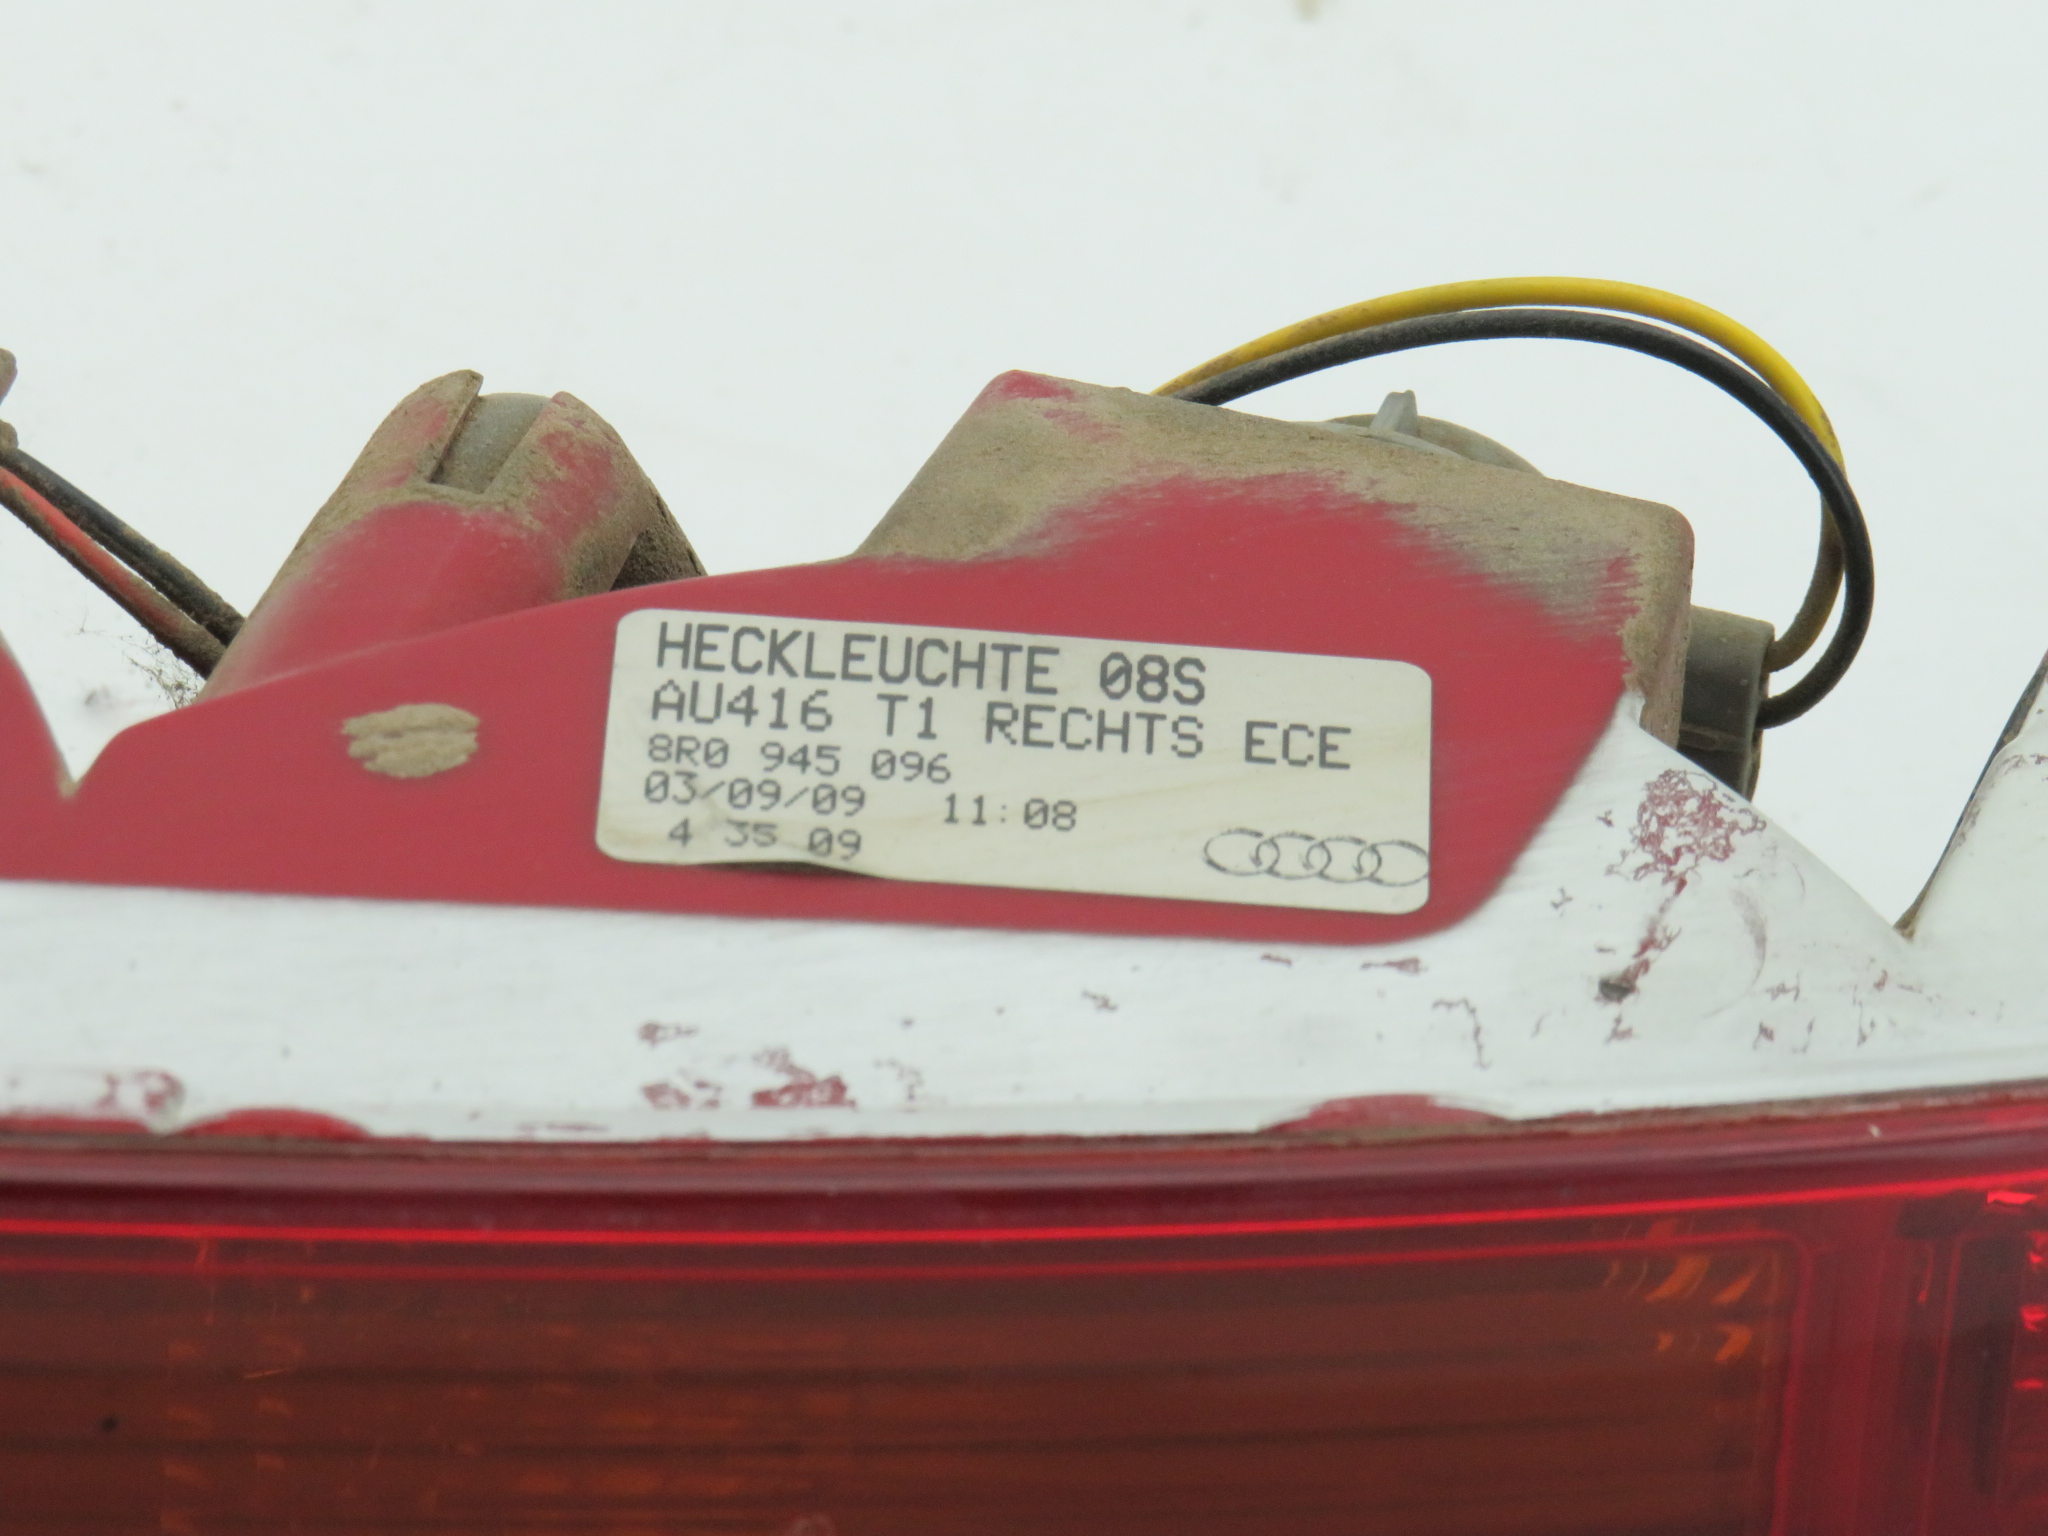 HECKLEUCHTE 08S
AU416 T1 RECHTS ECE
8R0 945 096
03/09/09 11:08
4 35 09